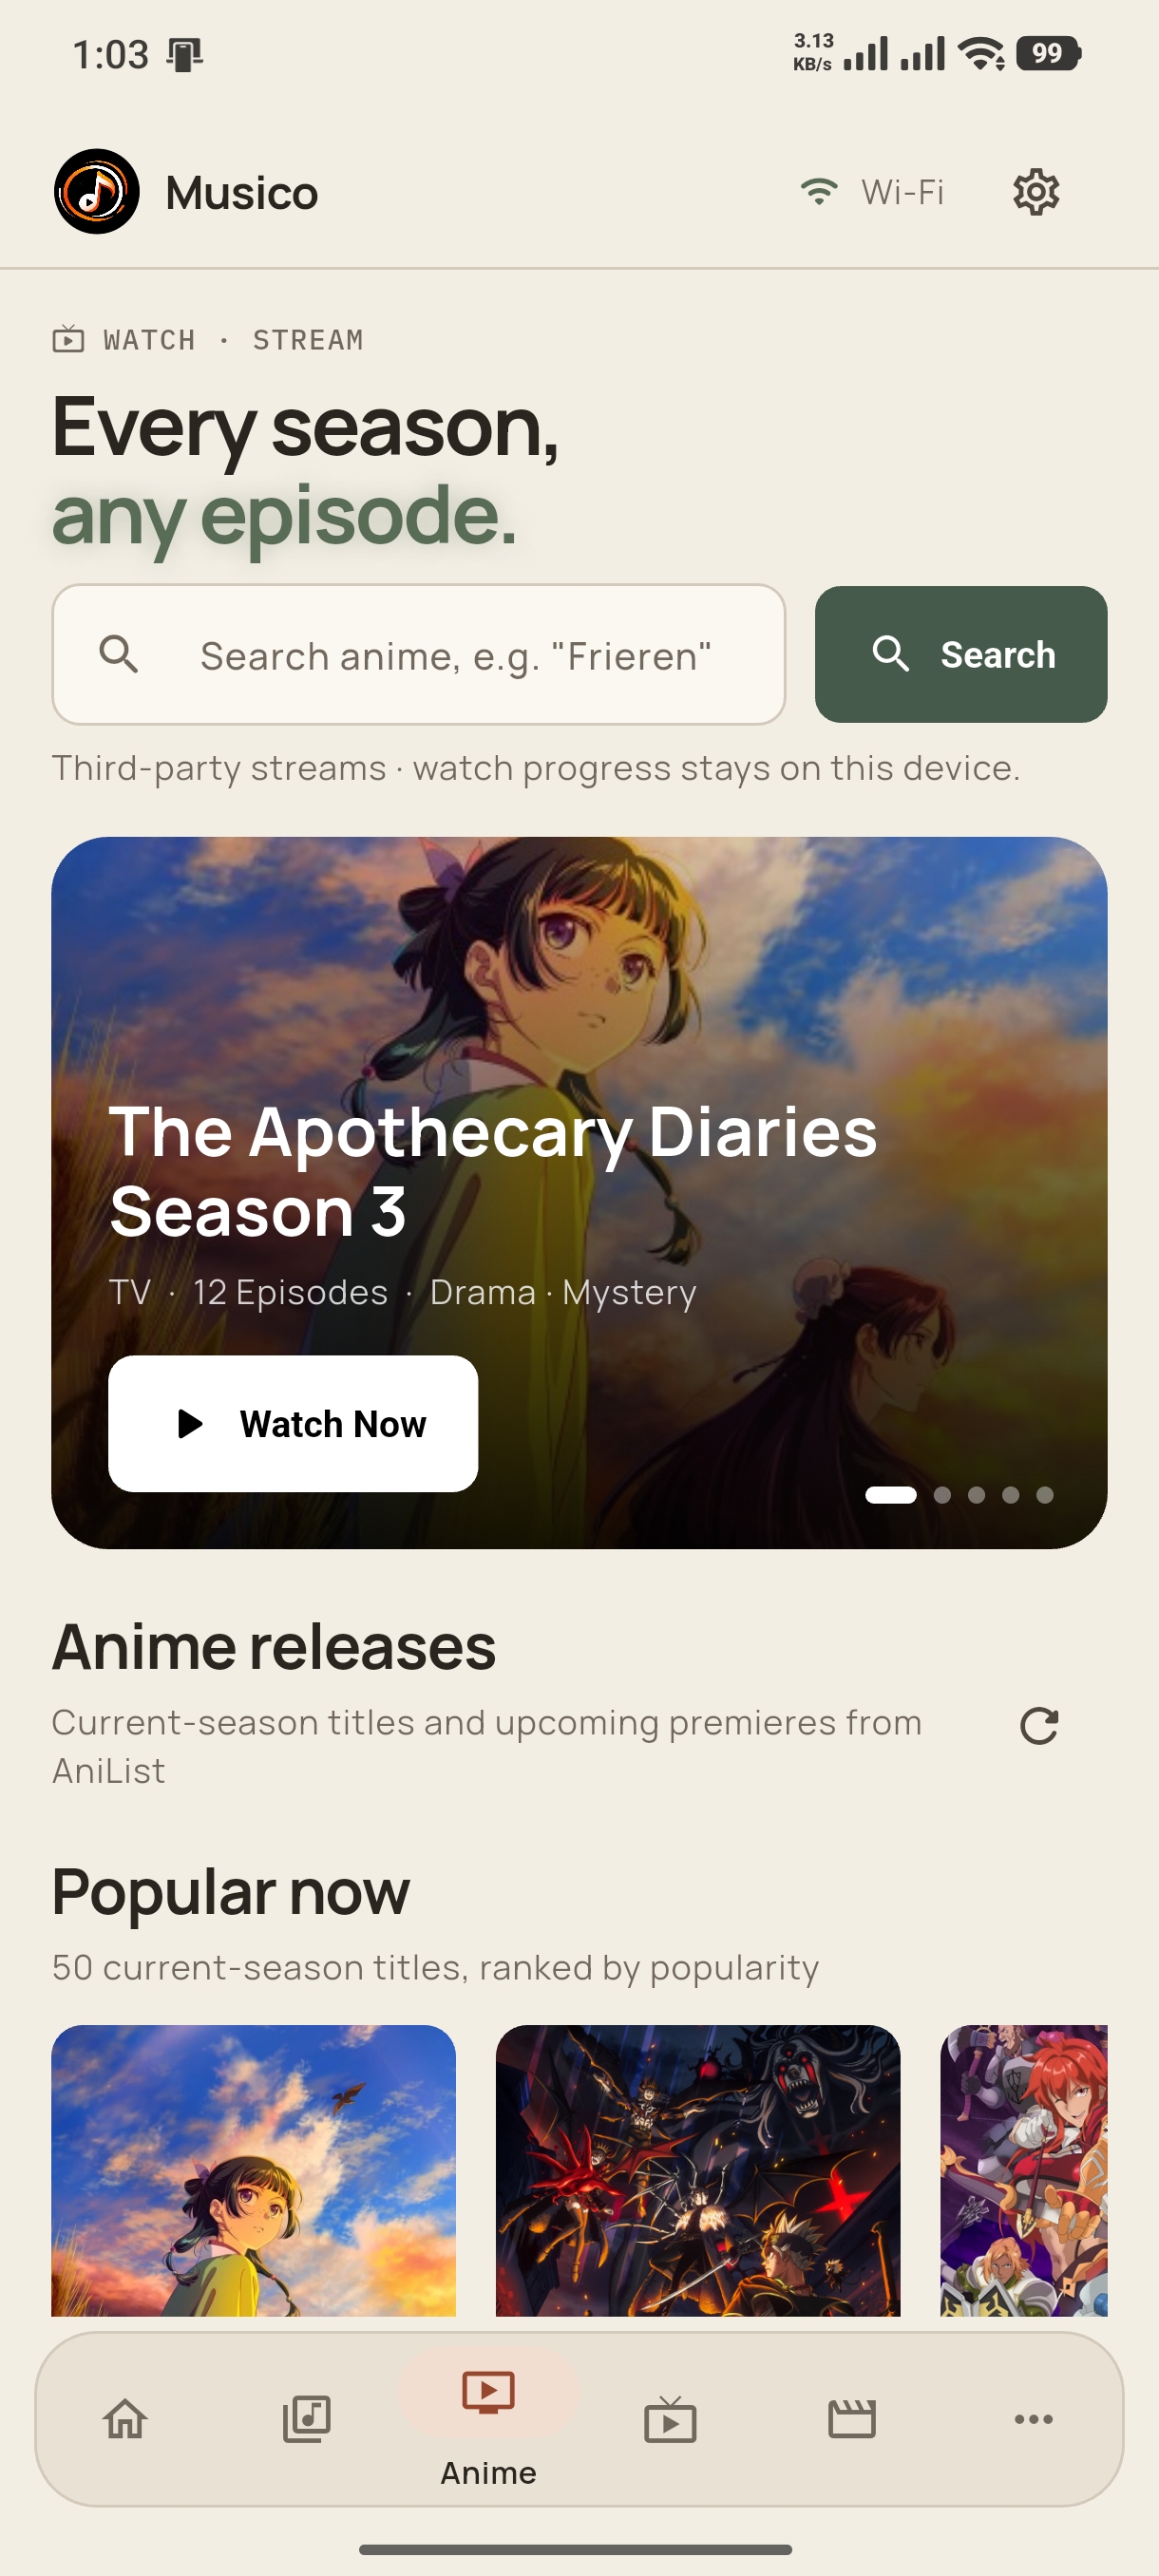 1:03
3.13
KB/s
99
Musico
Wi-Fi
WATCH · STREAM
Every season,
any episode.
Search anime, e.g. "Frieren"
Search
Third-party streams · watch progress stays on this device.
The Apothecary Diaries
Season 3
TV · 12 Episodes · Drama · Mystery
Watch Now
Anime releases
Current-season titles and upcoming premieres from
AniList
Popular now
50 current-season titles, ranked by popularity
Anime